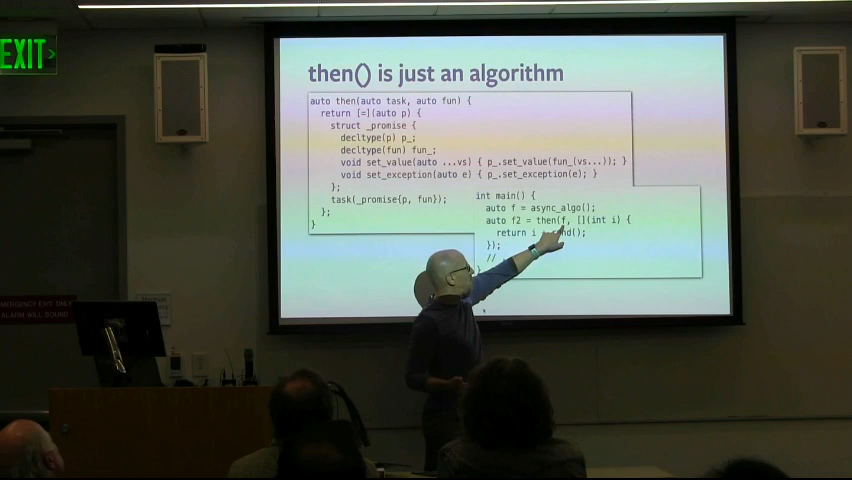 EXIT
then() is just an algorithm
auto then(auto task, auto fun) {
return [=](auto p) {
struct _promise {
decltype(p) p_;
decltype(fun) fun_;
void set_value(auto ...vs) { p_.set_value(fun_(vs...)); }
void set_exception(auto e) { p_.set_exception(e); }
};
task(_promise{p, fun});
};
}
int main() {
auto f = async_algo();
auto f2 = then(f, [](int i) {
return i
});
//
}
EMERGENCY EXIT ONLY
ALARM WILL SOUND